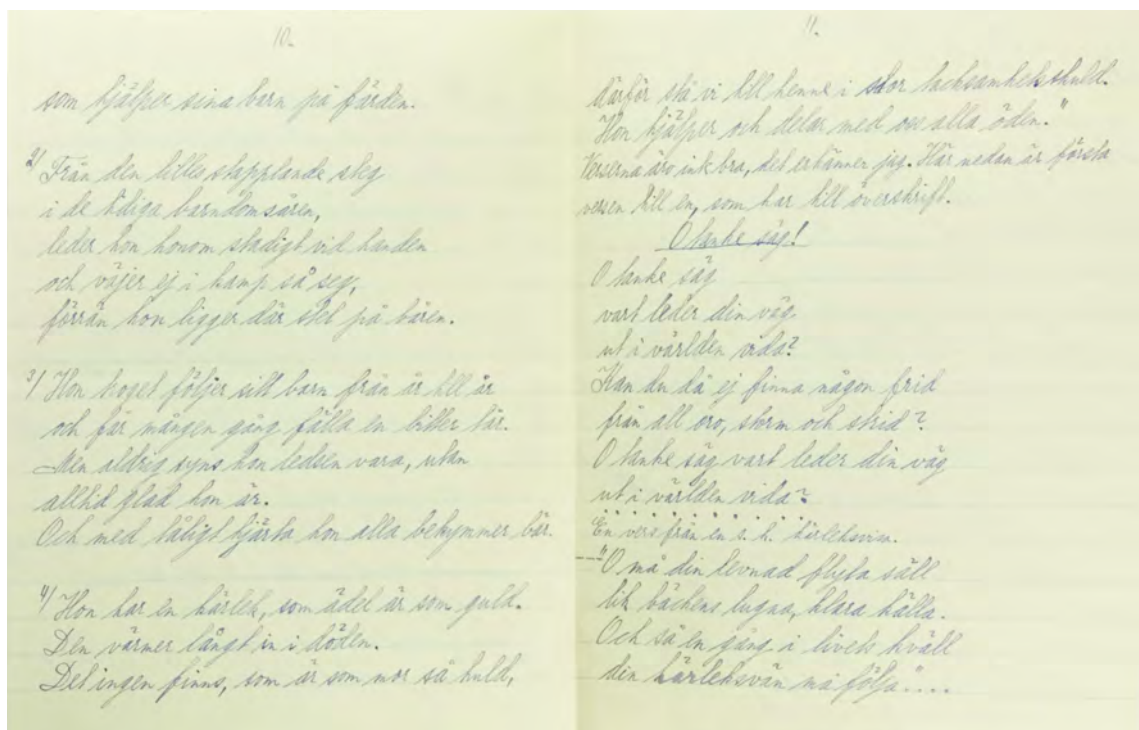 10.
som hjälper sina barn på färden.
2/ Från den lilles stapplande steg
i de tidiga barndomsåren,
leder hon honom stadigt vid handen
och väjer ej i kamp så seg,
förrän hon ligger där stel på båren.
3/ Hon troget följer sitt barn från år till år
och får mången gång fälla en bitter tår.
Men aldrig syns hon ledsen vara, utan
alltid glad hon är.
Och med tåligt hjärta hon alla bekymmer bär.
4/ Hon har en kärlek, som ädel är som guld.
Den värmer långt in i döden.
Det ingen finns, som är som mor så huld,
11.
därför stå vi till henne i stor tacksamhetskuld.
Hon hjälper och delar med oss alla öden."
Verserna äro ink bra, det erkänner jag. Här nedan är första
versen till en, som har till överskrift.
O tanke säg!
O tanke säg
vart leder din väg
ut i världen vida?
Kan du då ej finna någon frid
från all oro, storm och strid?
O tanke säg vart leder din väg
ut i världen vida?
En vers från en s.k. kärleksvisa.
"O må din levnad flyta säll
lik bäckens lugna, klara källa.
Och så en gång i livets kväll
din kärleksvän må följa"....